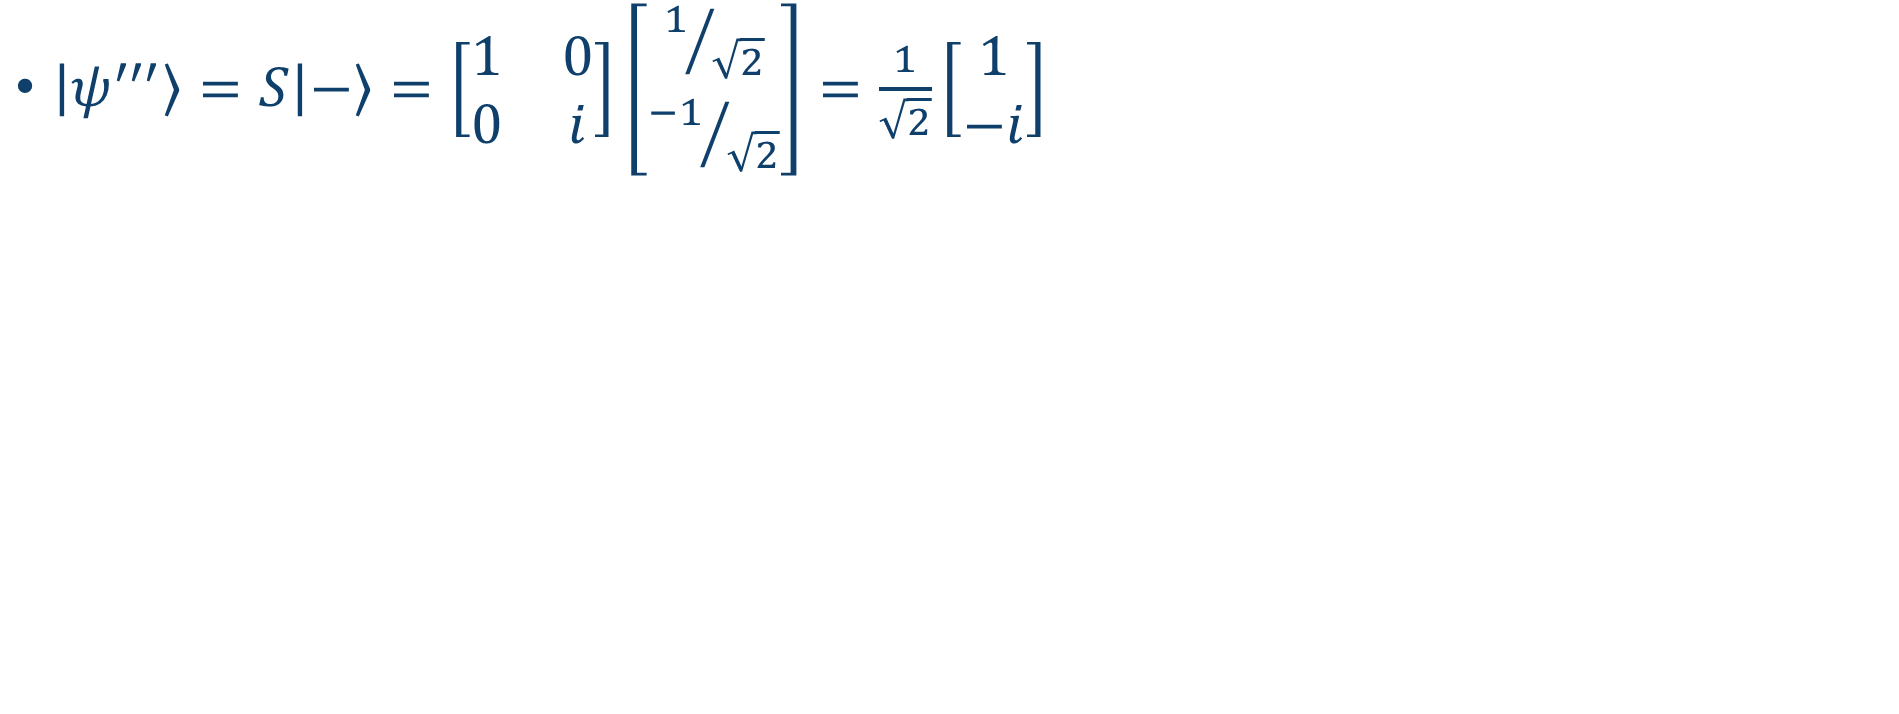 • |ψ′′′⟩ = S|−⟩ = [1 0; 0 i] [1/√2; −1/√2] = 1/√2 [1; −i]